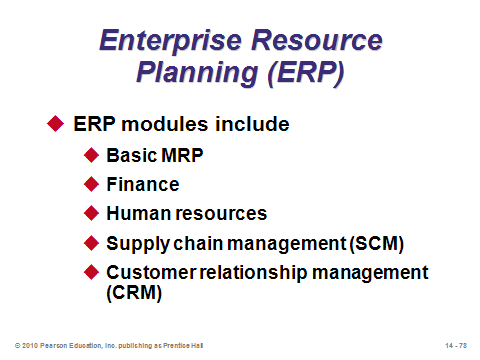 Enterprise Resource
Planning (ERP)
ERP modules include
Basic MRP
Finance
Human resources
Supply chain management (SCM)
Customer relationship management
(CRM)
© 2010 Pearson Education, Inc. publishing as Prentice Hall
14 - 78